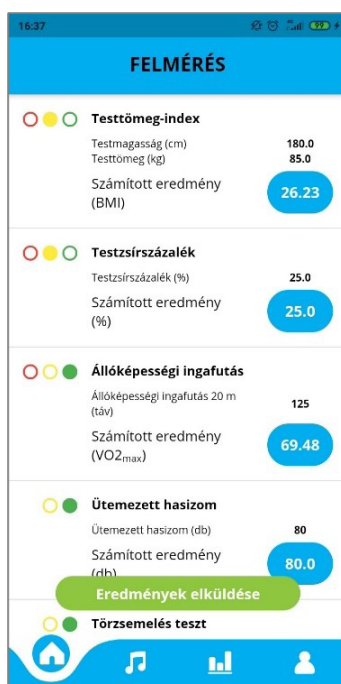 16:37
4G
99
FELMÉRÉS
Testtömeg-index
Testmagasság (cm) 180.0
Testtömeg (kg) 85.0
Számított eredmény
(BMI)
26.23
Testzsírszázalék
Testzsírszázalék (%) 25.0
Számított eredmény
(%)
25.0
Állóképességi ingafutás
Állóképességi ingafutás 20 m
(táv)
125
Számított eredmény
(VO2max)
69.48
Ütemezett hasizom
Ütemezett hasizom (db) 80
Számított eredmény
(db)
80.0
Eredmények elküldése
Törzsemelés teszt